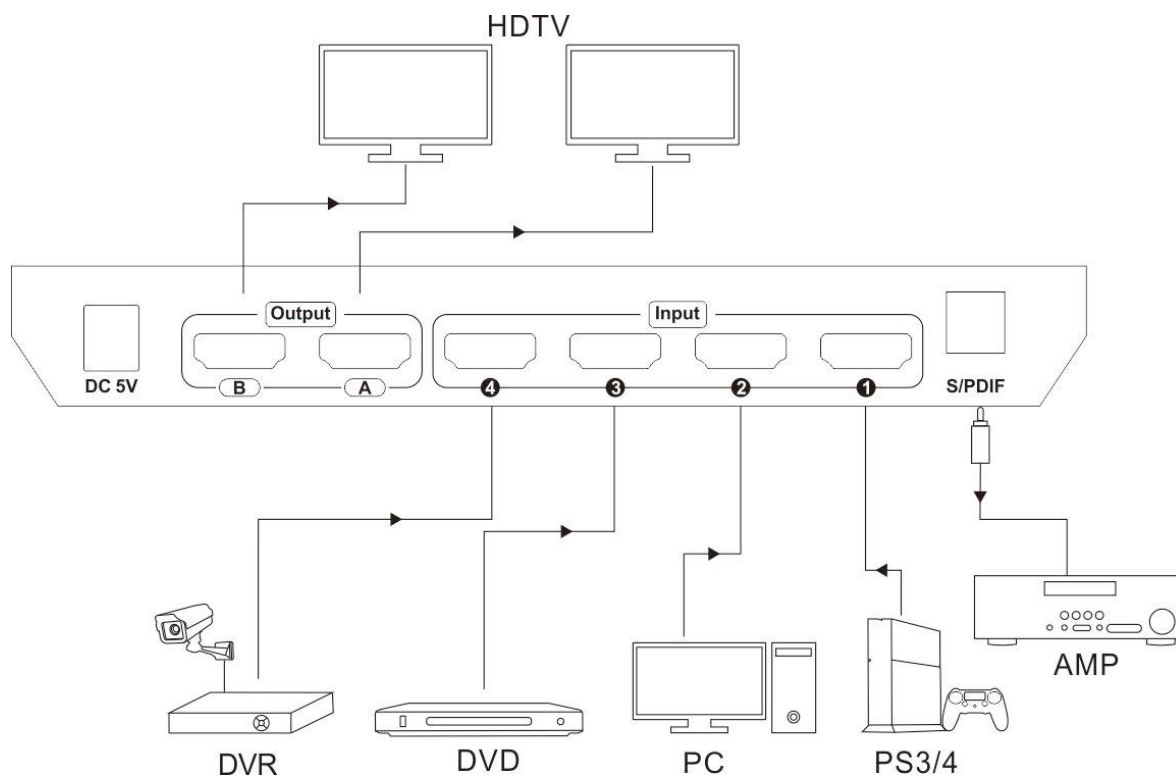 HDTV
Output
Input
DC 5V
B
A
4
3
2
1
S/PDIF
AMP
DVR
DVD
PC
PS3/4